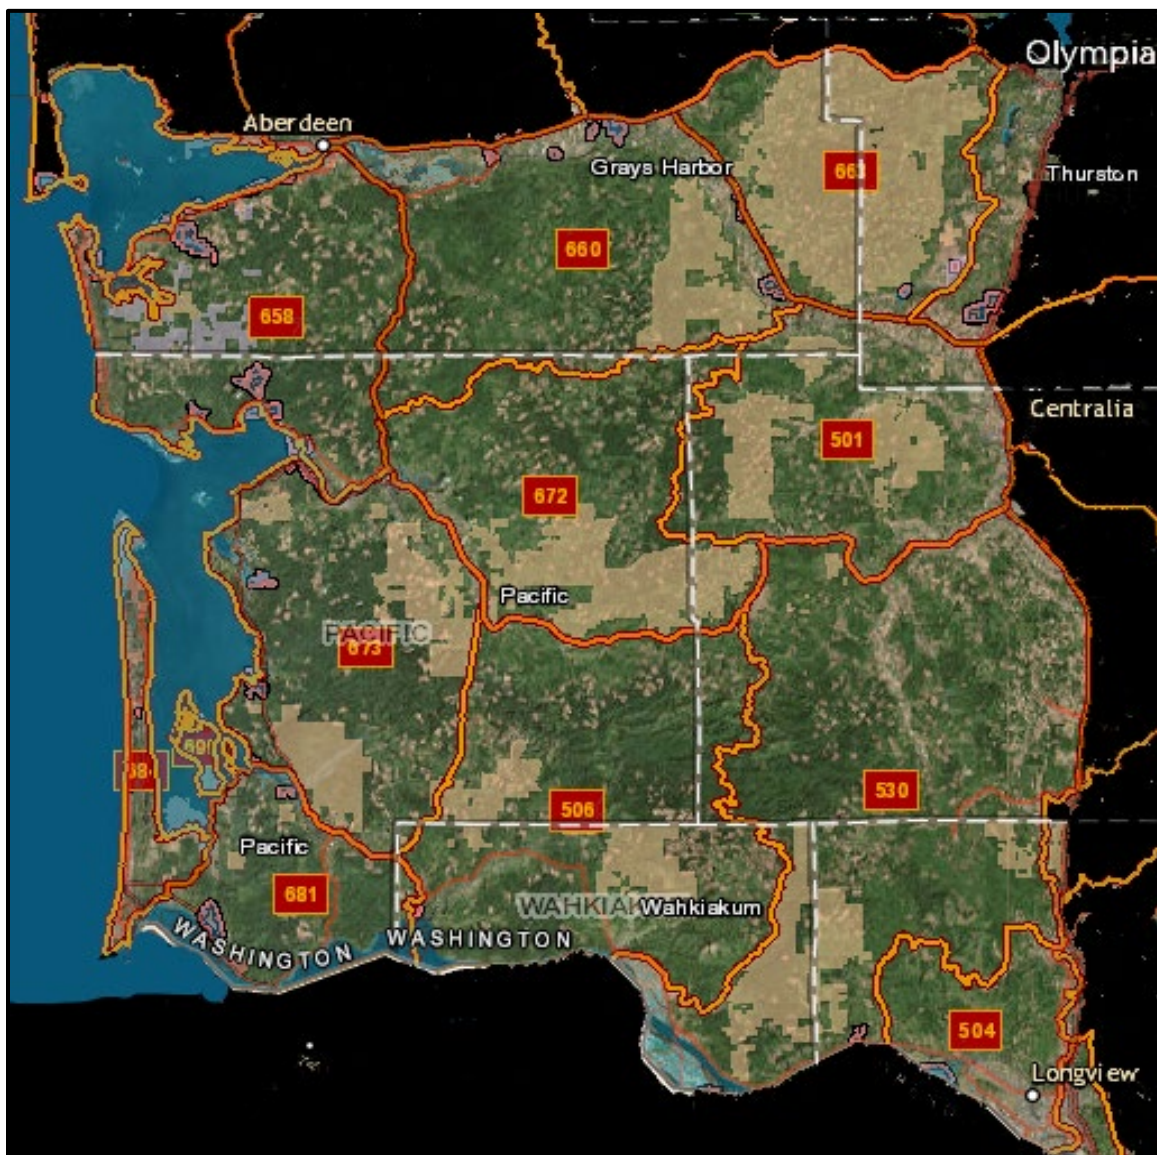 Olympia
Aberdeen
Grays Harbor
663
Thurston
660
658
Centralia
501
672
Pacific
PACIFIC
673
530
506
Pacific
681
WAHKIAK
Wahkiakum
WASHINGTON
WASHINGTON
504
Longview